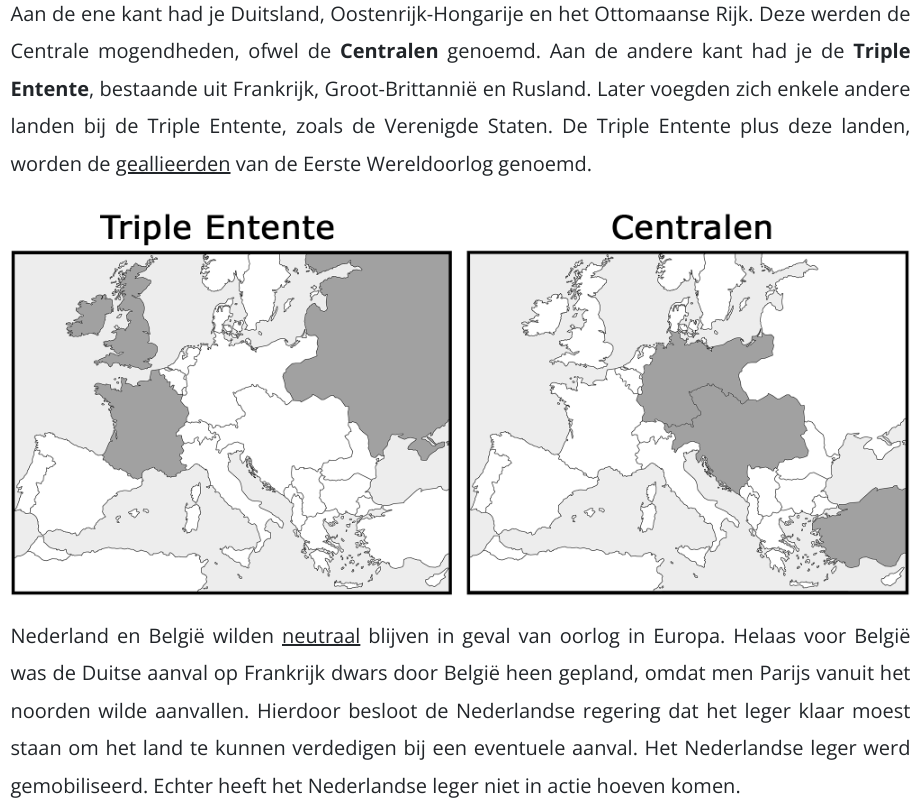 Aan de ene kant had je Duitsland, Oostenrijk-Hongarije en het Ottomaanse Rijk. Deze werden de
Centrale mogendheden, ofwel de Centralen genoemd. Aan de andere kant had je de Triple
Entente, bestaande uit Frankrijk, Groot-Brittannië en Rusland. Later voegden zich enkele andere
landen bij de Triple Entente, zoals de Verenigde Staten. De Triple Entente plus deze landen,
worden de geallieerden van de Eerste Wereldoorlog genoemd.
Triple Entente
Centralen
Nederland en België wilden neutraal blijven in geval van oorlog in Europa. Helaas voor België
was de Duitse aanval op Frankrijk dwars door België heen gepland, omdat men Parijs vanuit het
noorden wilde aanvallen. Hierdoor besloot de Nederlandse regering dat het leger klaar moest
staan om het land te kunnen verdedigen bij een eventuele aanval. Het Nederlandse leger werd
gemobiliseerd. Echter heeft het Nederlandse leger niet in actie hoeven komen.